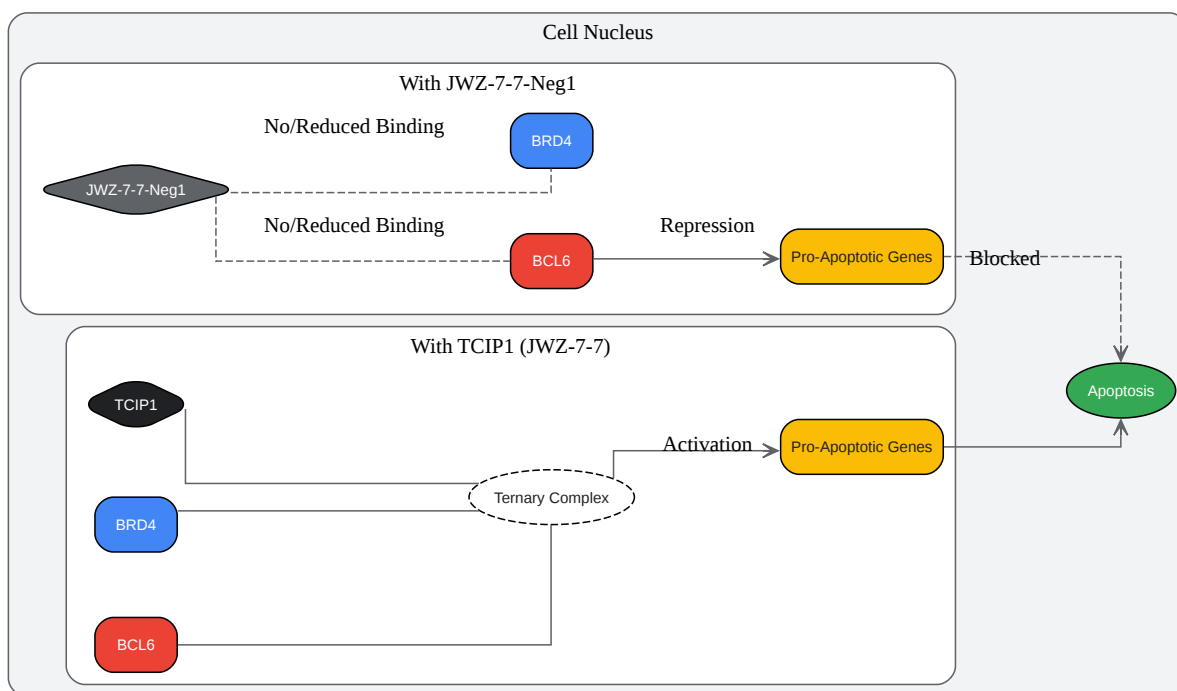 Cell Nucleus
With JWZ-7-7-Neg1
No/Reduced Binding
BRD4
JWZ-7-7-Neg1
No/Reduced Binding
Repression
BCL6
Pro-Apoptotic Genes
Blocked
With TCIP1 (JWZ-7-7)
TCIP1
Apoptosis
Activation
Pro-Apoptotic Genes
Ternary Complex
BRD4
BCL6